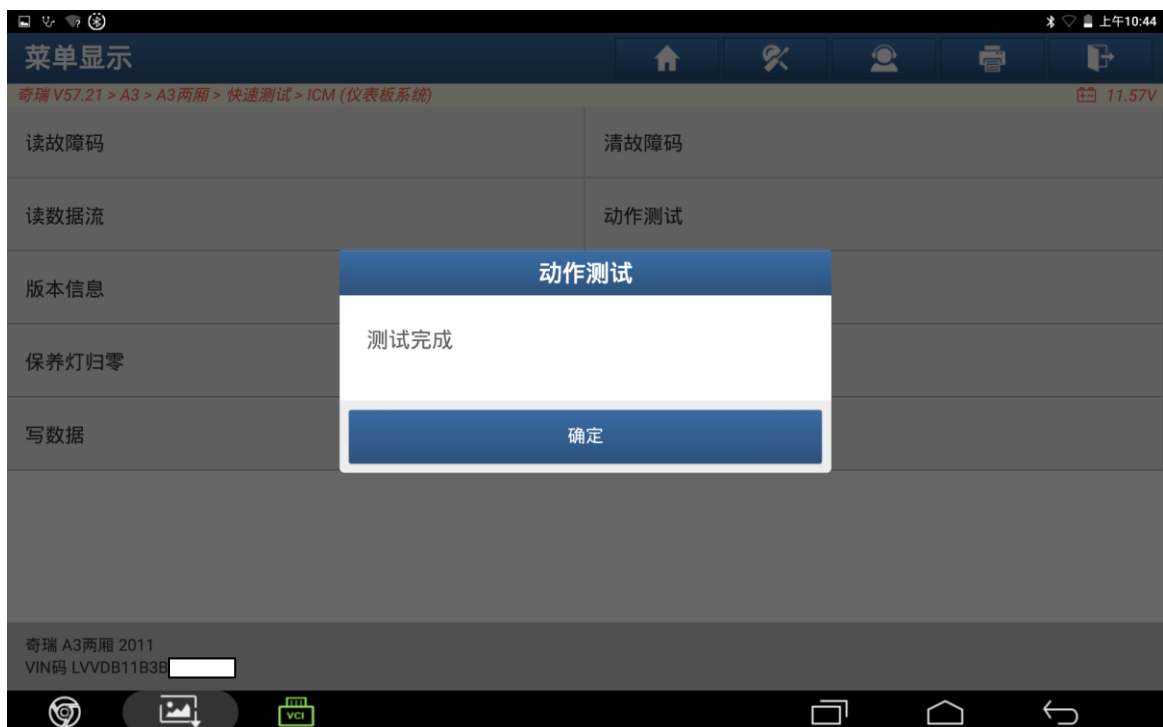 上午10:44
菜单显示
奇瑞 V57.21 > A3 > A3两厢 > 快速测试 > ICM (仪表板系统)
11.57V
读故障码
清故障码
读数据流
动作测试
版本信息
动作测试
测试完成
保养灯归零
写数据
确定
奇瑞 A3两厢 2011
VIN码 LVVDB11B3B
VCI